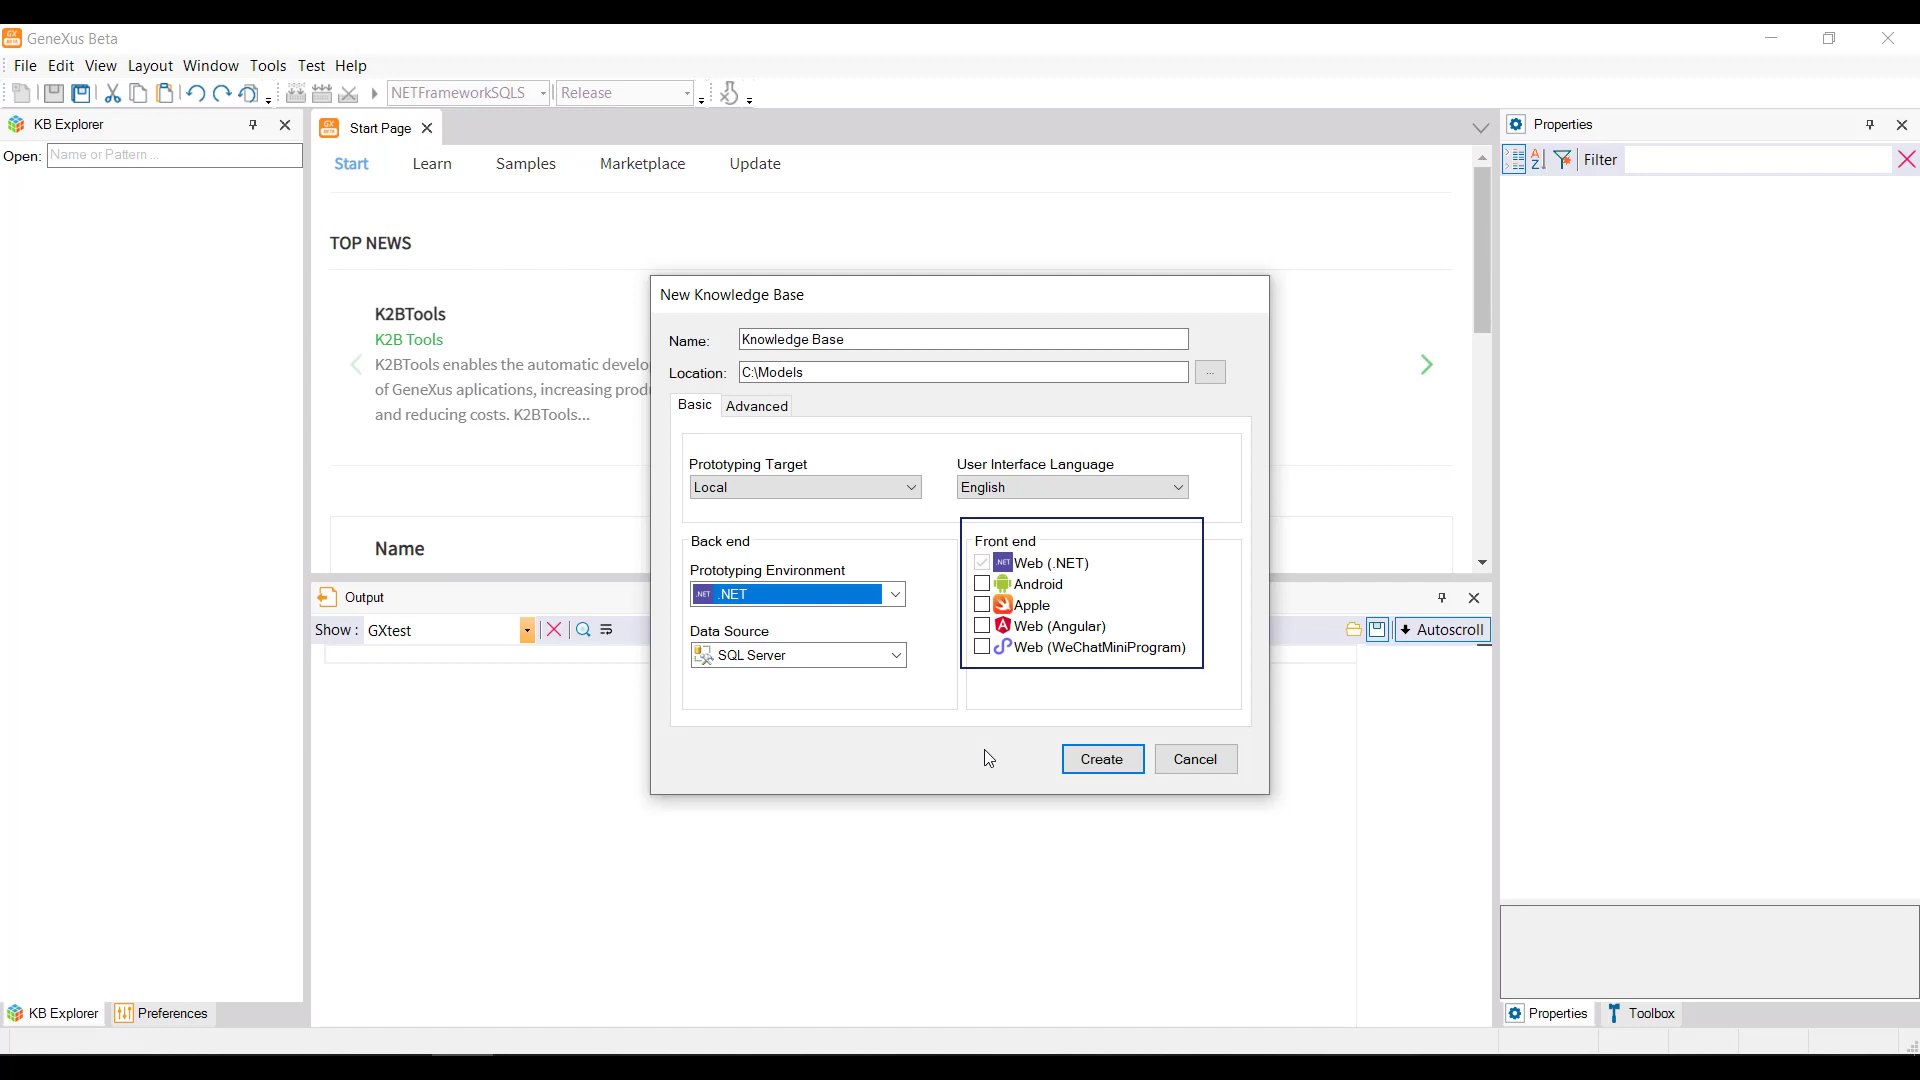 GeneXus Beta
File Edit View Layout Window Tools Test Help
NETFrameworkSQLS Release
KB Explorer
Open: Name or Pattern ...
Start Page
Start Learn Samples Marketplace Update
TOP NEWS
K2BTools
K2B Tools
K2BTools enables the automatic develo
of GeneXus aplications, increasing prod
and reducing costs. K2BTools...
Name
New Knowledge Base
Name: Knowledge Base
Location: C:\Models ...
Basic Advanced
Prototyping Target User Interface Language
Local English
Back end Front end
Prototyping Environment
.NET .NET
Data Source
SQL Server
.NET Web (.NET)
Android
Apple
Web (Angular)
Web (WeChatMiniProgram)
Create Cancel
Output
Show : GXtest Autoscroll
Properties
Filter
KB Explorer Preferences
Properties Toolbox